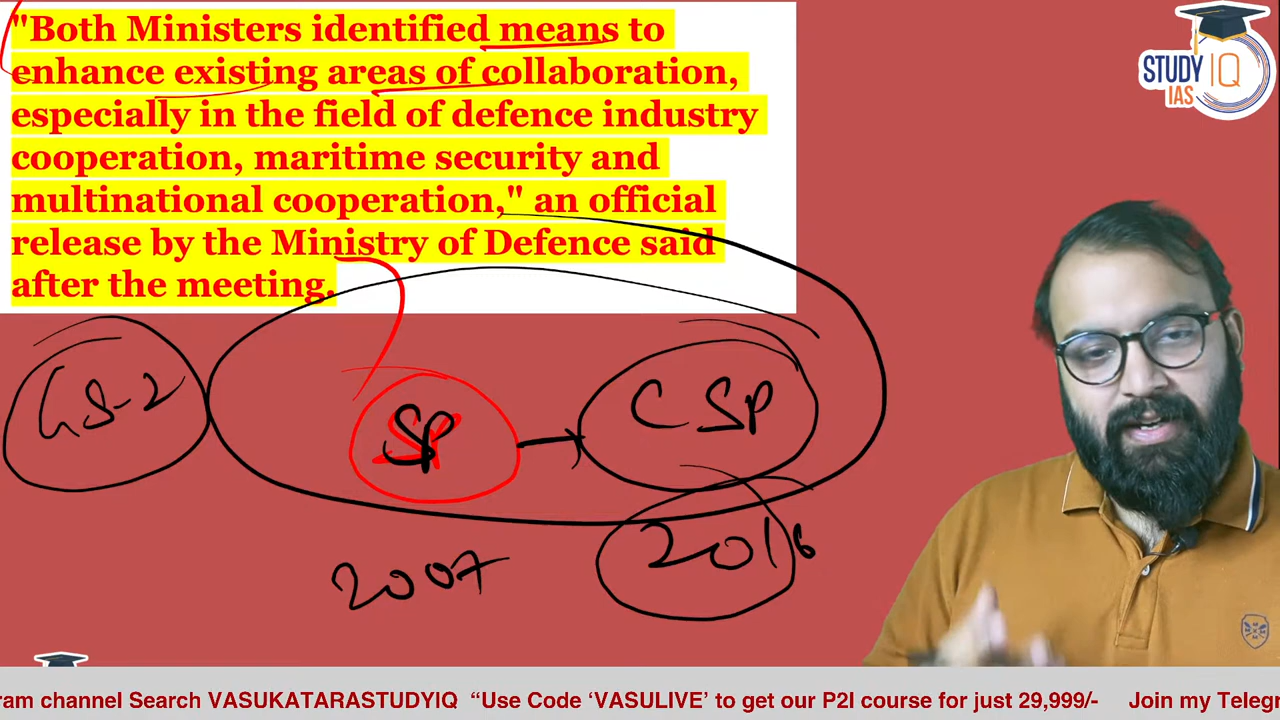 "Both Ministers identified means to
enhance existing areas of collaboration,
especially in the field of defence industry
cooperation, maritime security and
multinational cooperation," an official
release by the Ministry of Defence said
after the meeting.
STUDY IQ
IAS
GS-2
SP
CSP
2007
2016
ram channel Search VASUKATARASTUDYIQ “Use Code ‘VASULIVE’ to get our P2I course for just 29,999/- Join my Telegr